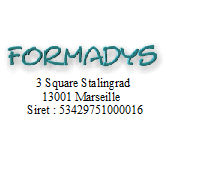 FORMADYS
3 Square Stalingrad
13001 Marseille
Siret : 53429751000016